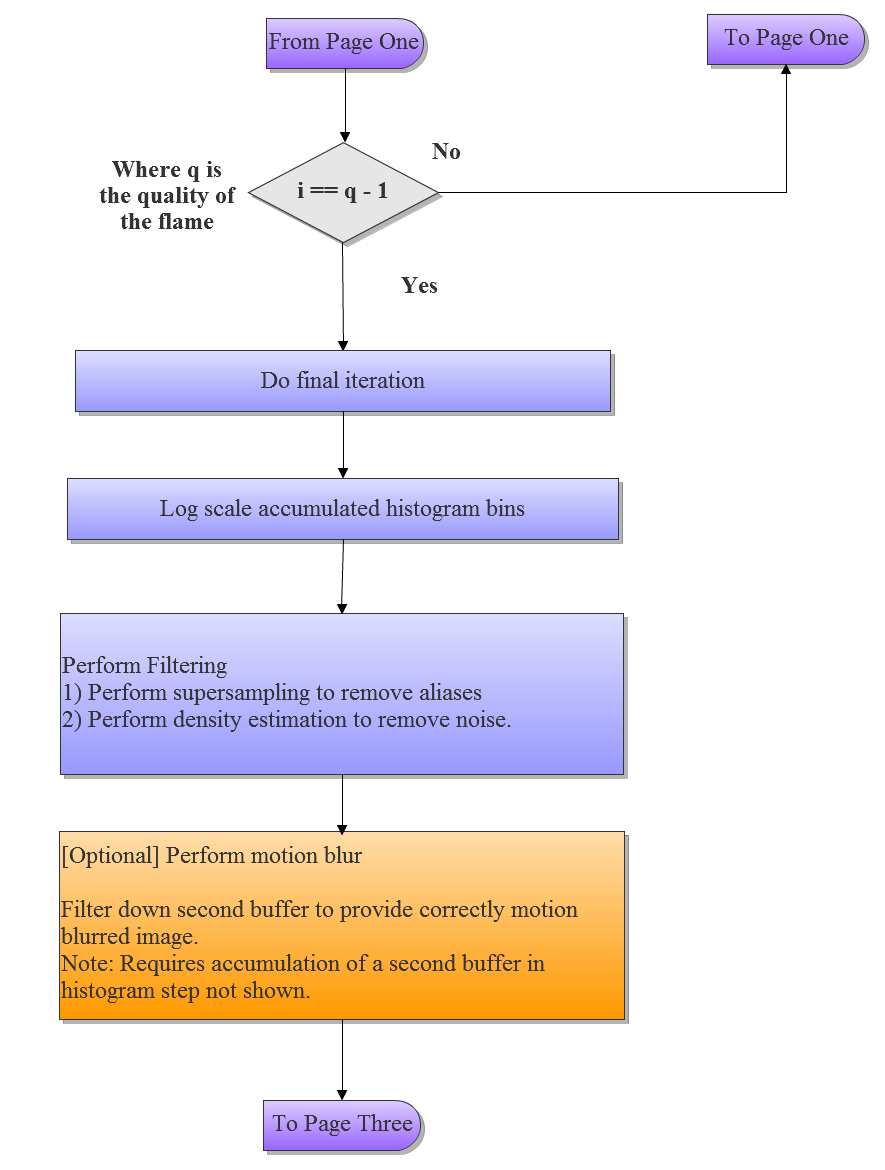 From Page One
To Page One
No
Where q is
the quality of
the flame
i == q - 1
Yes
Do final iteration
Log scale accumulated histogram bins
Perform Filtering
1) Perform supersampling to remove aliases
2) Perform density estimation to remove noise.
[Optional] Perform motion blur
Filter down second buffer to provide correctly motion
blurred image.
Note: Requires accumulation of a second buffer in
histogram step not shown.
To Page Three